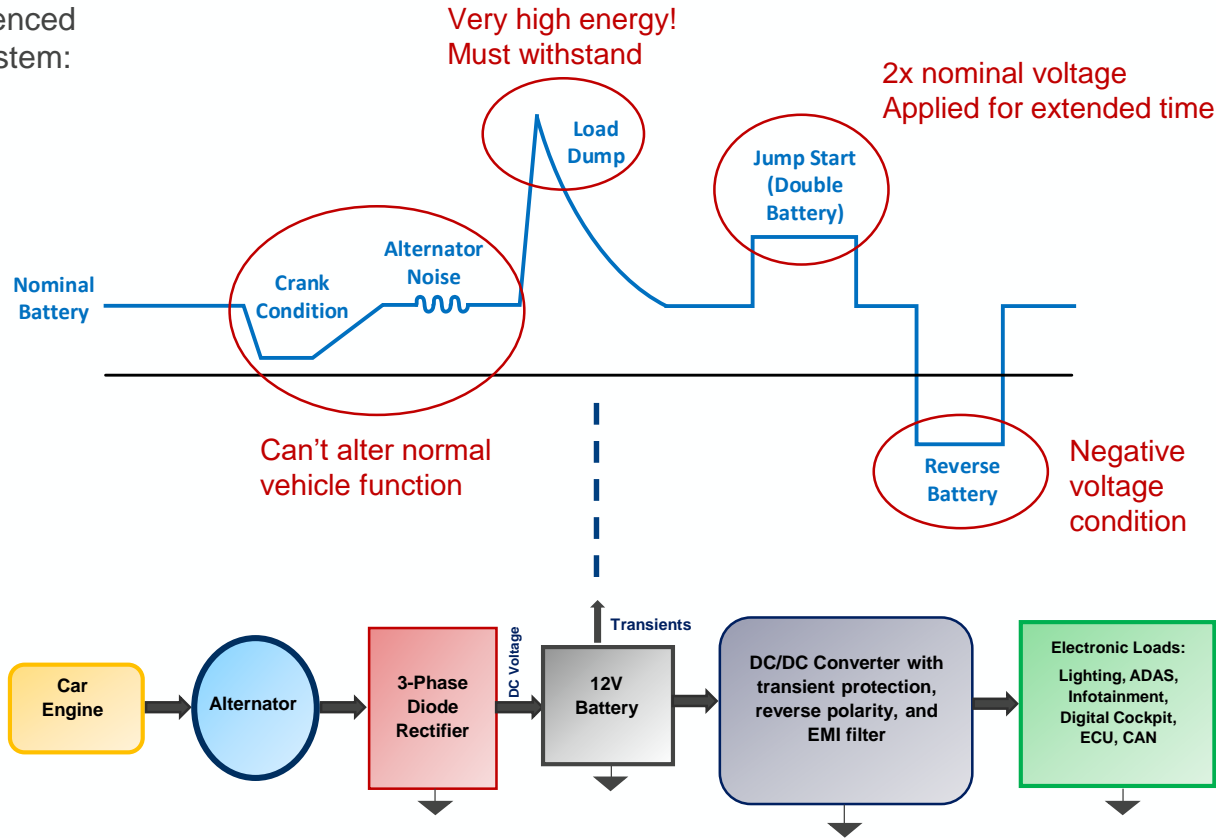 stem:
Very high energy!
Must withstand
2x nominal voltage
Applied for extended time
Load
Dump
Jump Start
(Double
Battery)
Nominal
Battery
Crank
Condition
Alternator
Noise
Can't alter normal
vehicle function
Reverse
Battery
Negative
voltage
condition
Transients
Car
Engine
Alternator
3-Phase
Diode
Rectifier
DC Voltage
12V
Battery
DC/DC Converter with
transient protection,
reverse polarity, and
EMI filter
Electronic Loads:
Lighting, ADAS,
Infotainment,
Digital Cockpit,
ECU, CAN